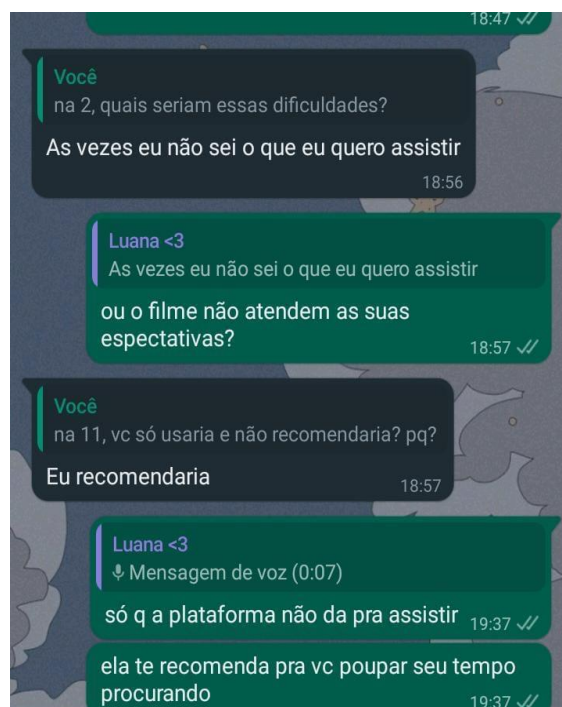 18:47
Você
na 2, quais seriam essas dificuldades?
As vezes eu não sei o que eu quero assistir
18:56
Luana <3
As vezes eu não sei o que eu quero assistir
ou o filme não atendem as suas
espectativas?
18:57
Você
na 11, vc só usaria e não recomendaria? pq?
Eu recomendaria
18:57
Luana <3
Mensagem de voz (0:07)
só q a plataforma não da pra assistir
19:37
ela te recomenda pra vc poupar seu tempo
procurando
19:37